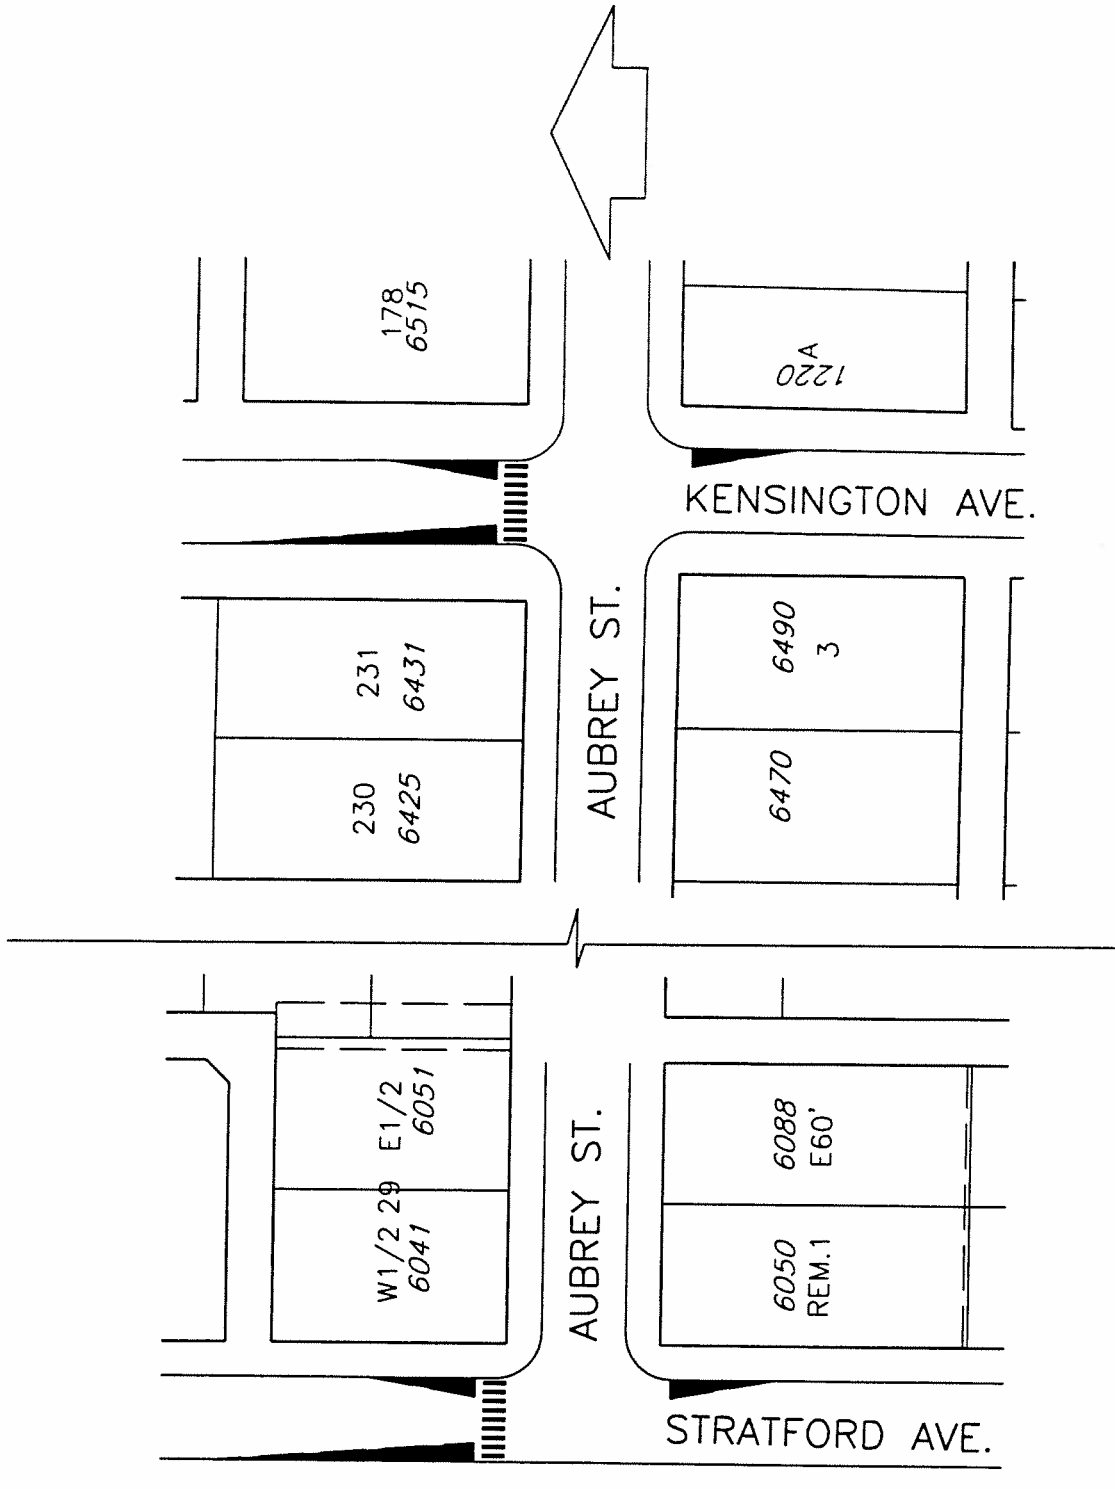 178
6515
A
1220
KENSINGTON AVE.
231
6431
6490
3
AUBREY ST.
230
6425
6470
E1/2
6051
6088
E60'
AUBREY ST.
W1/2 29
6041
6050
REM.1
STRATFORD AVE.